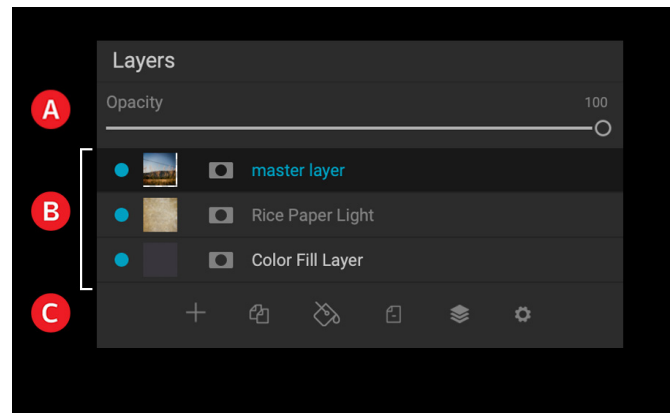 Layers
A
Opacity 100
master layer
B
Rice Paper Light
Color Fill Layer
C